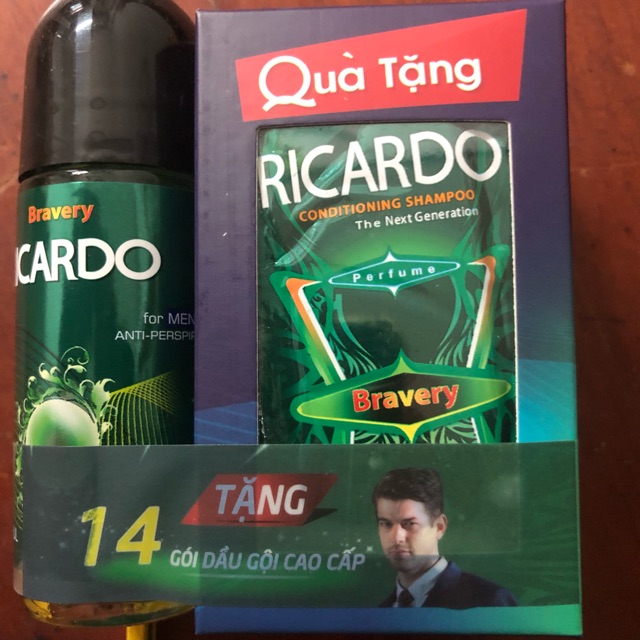 Bravery
ICARDO
for MEN
ANTI-PERSPIR
Quà Tặng
RICARDO
CONDITIONING SHAMPOO
The Next Generation
Perfume
Bravery
TẶNG
14
GÓI DẦU GỘI CAO CẤP